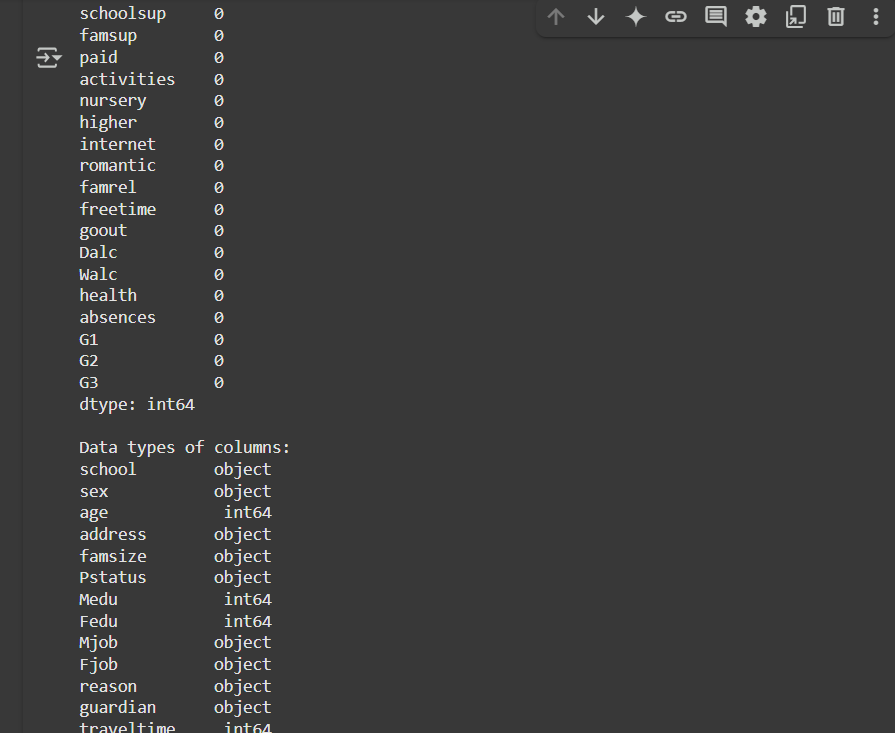 schoolsup 0
famsup 0
paid 0
activities 0
nursery 0
higher 0
internet 0
romantic 0
famrel 0
freetime 0
goout 0
Dalc 0
Walc 0
health 0
absences 0
G1 0
G2 0
G3 0
dtype: int64

Data types of columns:
school object
sex object
age int64
address object
famsize object
Pstatus object
Medu int64
Fedu int64
Mjob object
Fjob object
reason object
guardian object
traveltime int64